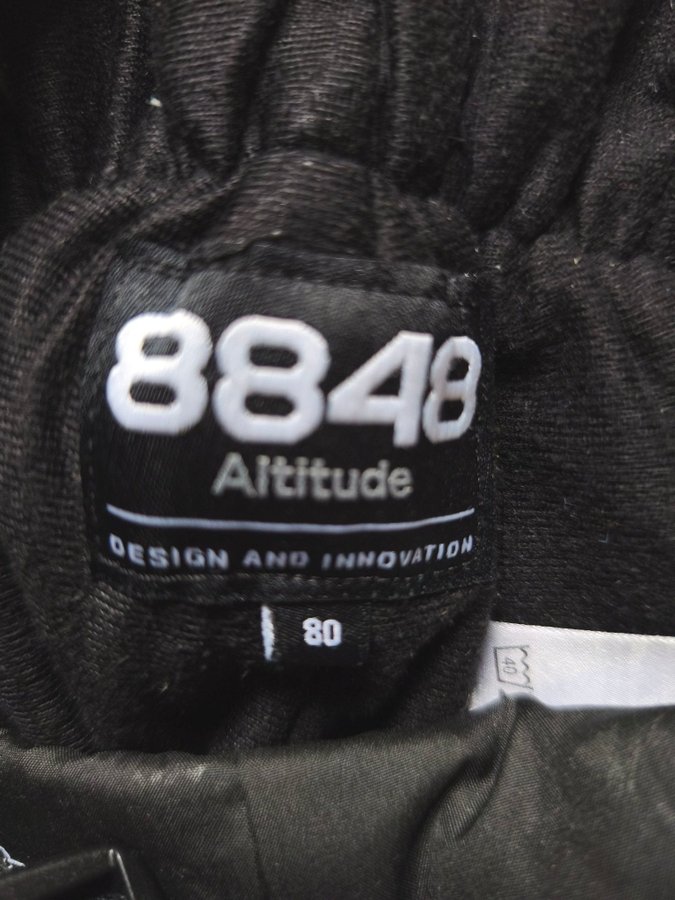 8848
Altitude
DESIGN AND INNOVATION
80
40